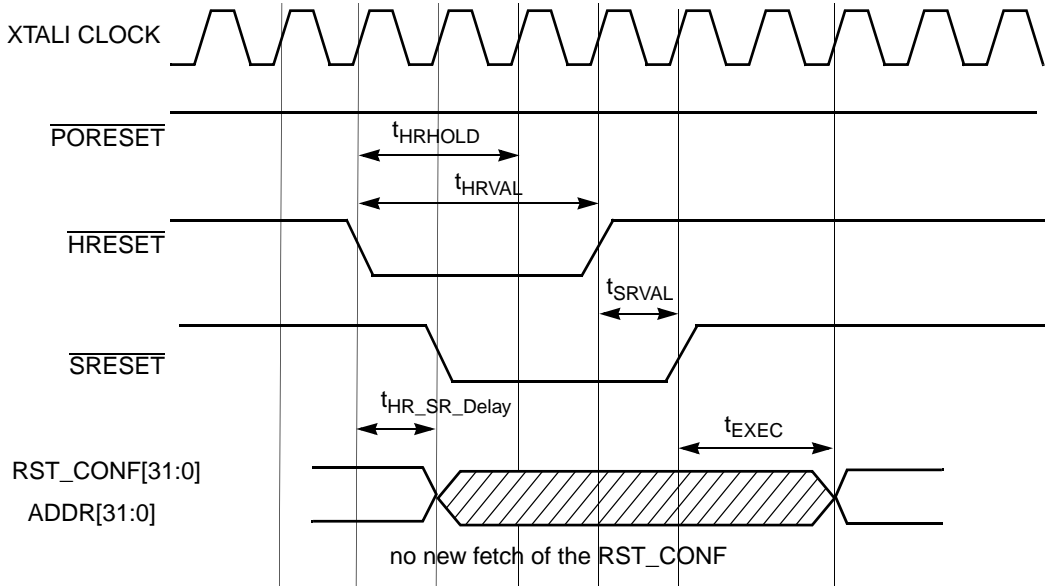 XTALI CLOCK
PORESET
tHRHOLD
tHRVAL
HRESET
tSRVAL
SRESET
tHR_SR_Delay
tEXEC
RST_CONF[31:0]
ADDR[31:0]
no new fetch of the RST_CONF